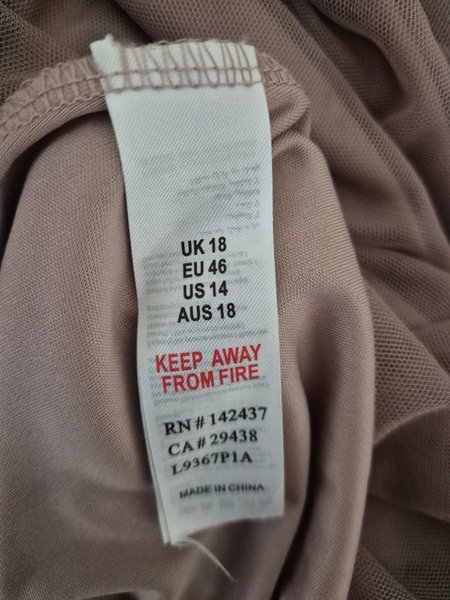 UK 18
EU 46
US 14
AUS 18
KEEP AWAY
FROM FIRE
RN # 142437
CA # 29438
L9367P1A
MADE IN CHINA